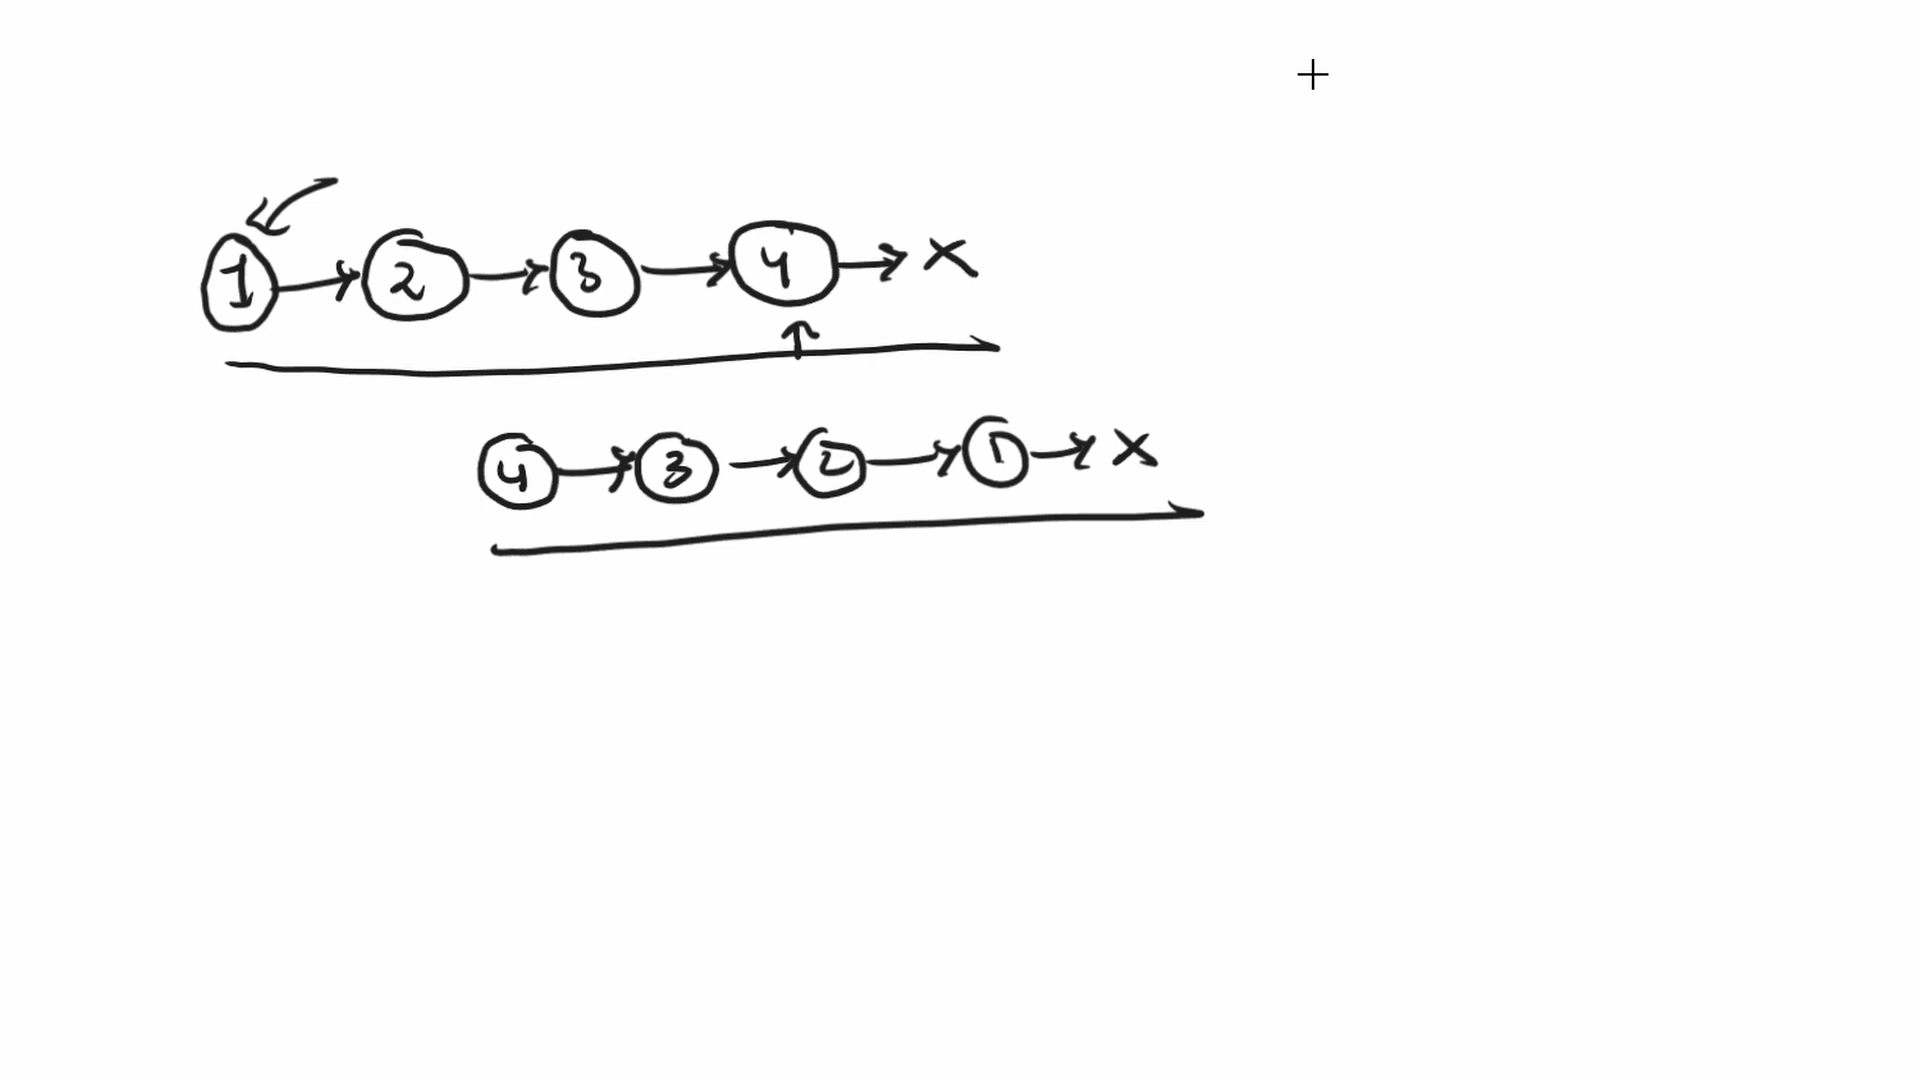 1 → 2 → 3 → 4 → X
4 → 3 → 2 → 1 → X